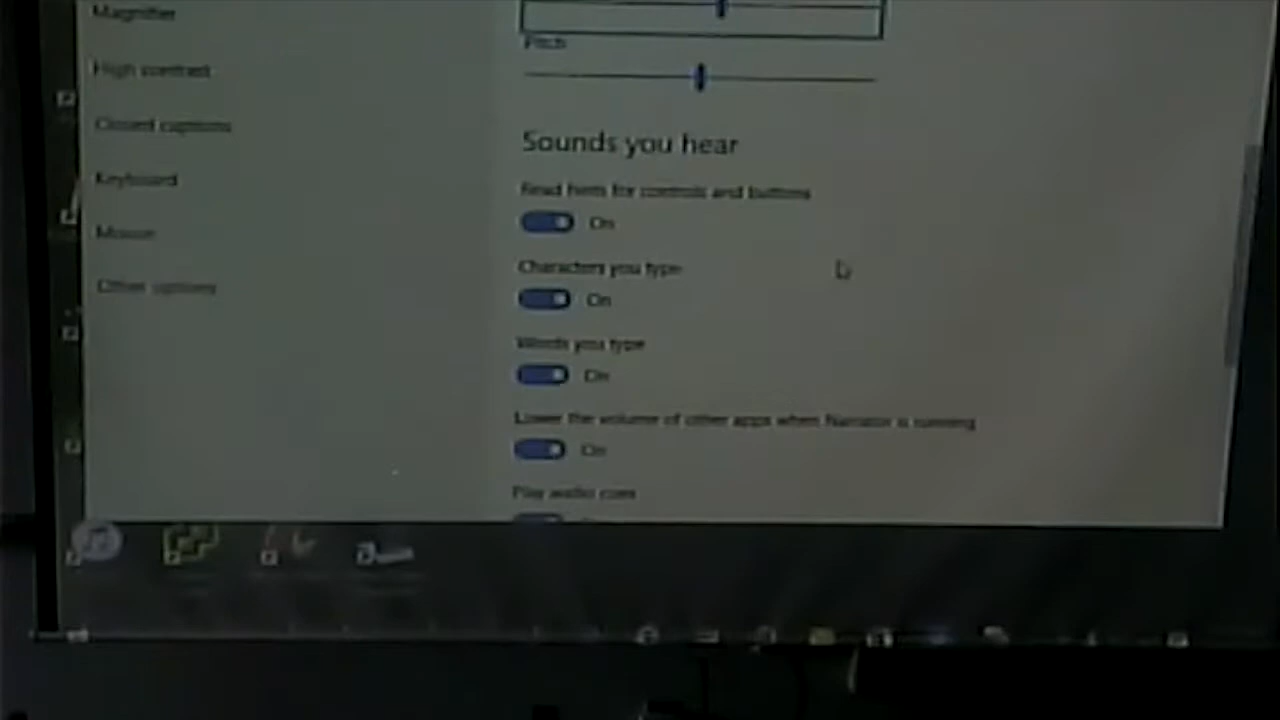 Magnifier
High contrast
Closed captions
Keyboard
Mouse
Other options
Pitch
Sounds you hear
Read hints for controls and buttons
On
Characters you type
On
Words you type
On
Lower the volume of other apps when Narrator is running
On
Play audio cues